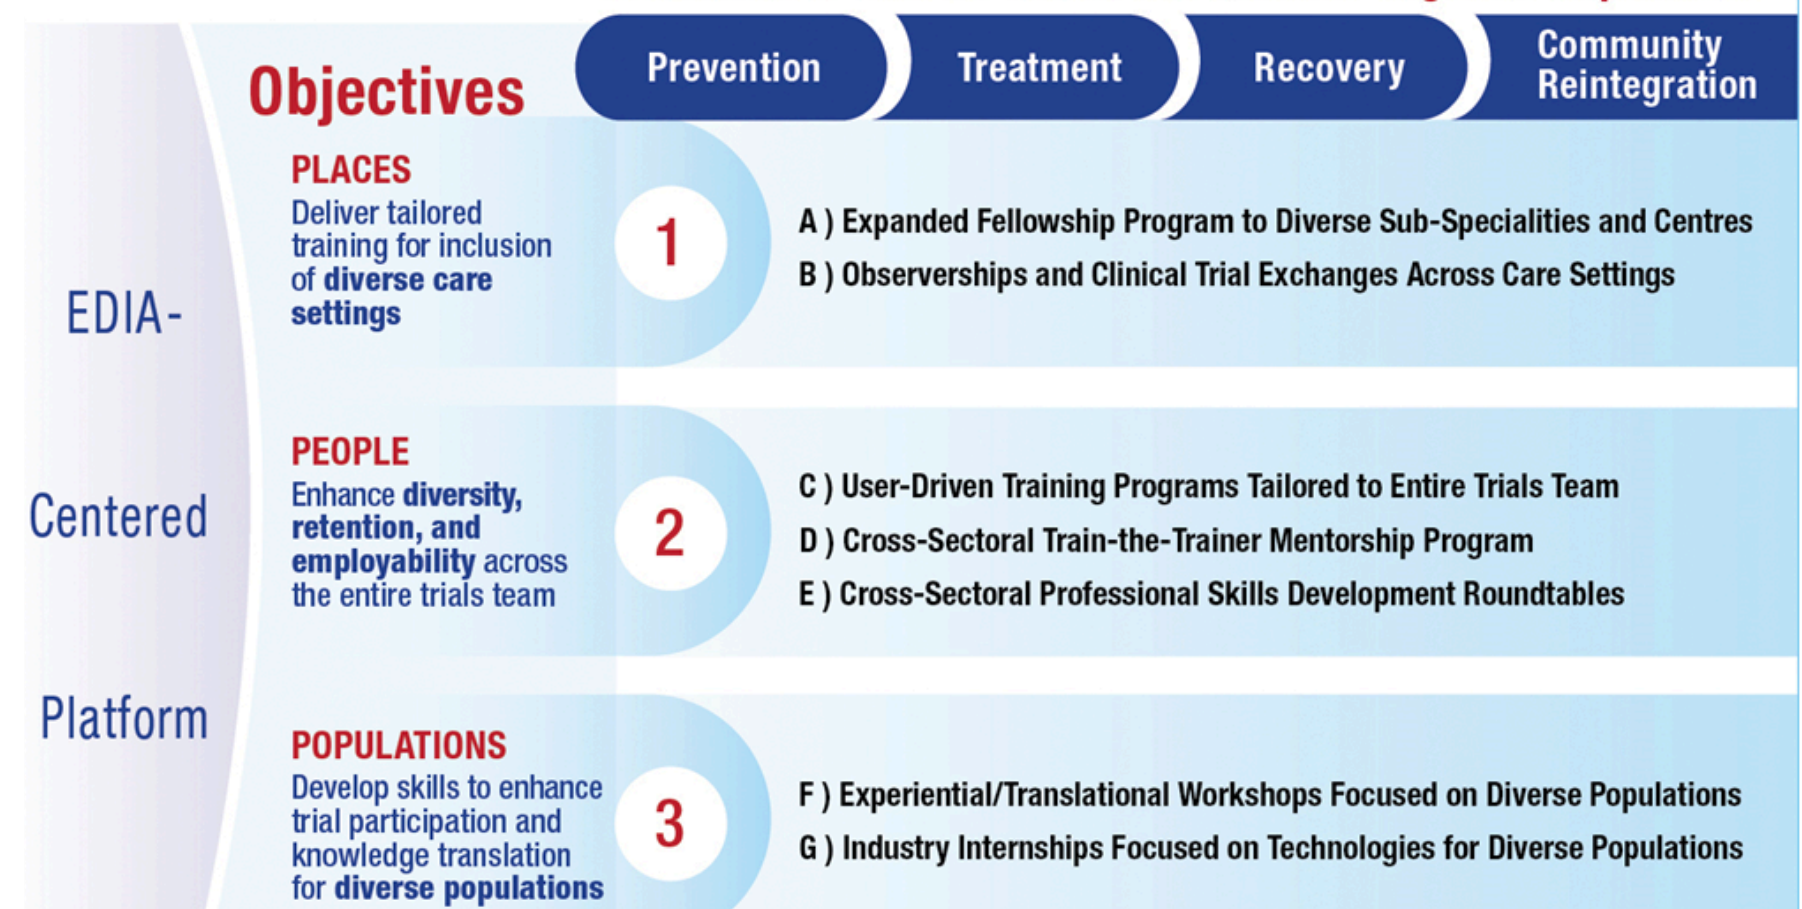 Objectives
Prevention
Treatment
Recovery
Community
Reintegration
EDIA-
Centered
Platform
PLACES
Deliver tailored
training for inclusion
of diverse care
settings
1
A ) Expanded Fellowship Program to Diverse Sub-Specialities and Centres
B ) Observerships and Clinical Trial Exchanges Across Care Settings
PEOPLE
Enhance diversity,
retention, and
employability across
the entire trials team
2
C ) User-Driven Training Programs Tailored to Entire Trials Team
D ) Cross-Sectoral Train-the-Trainer Mentorship Program
E ) Cross-Sectoral Professional Skills Development Roundtables
POPULATIONS
Develop skills to enhance
trial participation and
knowledge translation
for diverse populations
3
F ) Experiential/Translational Workshops Focused on Diverse Populations
G ) Industry Internships Focused on Technologies for Diverse Populations